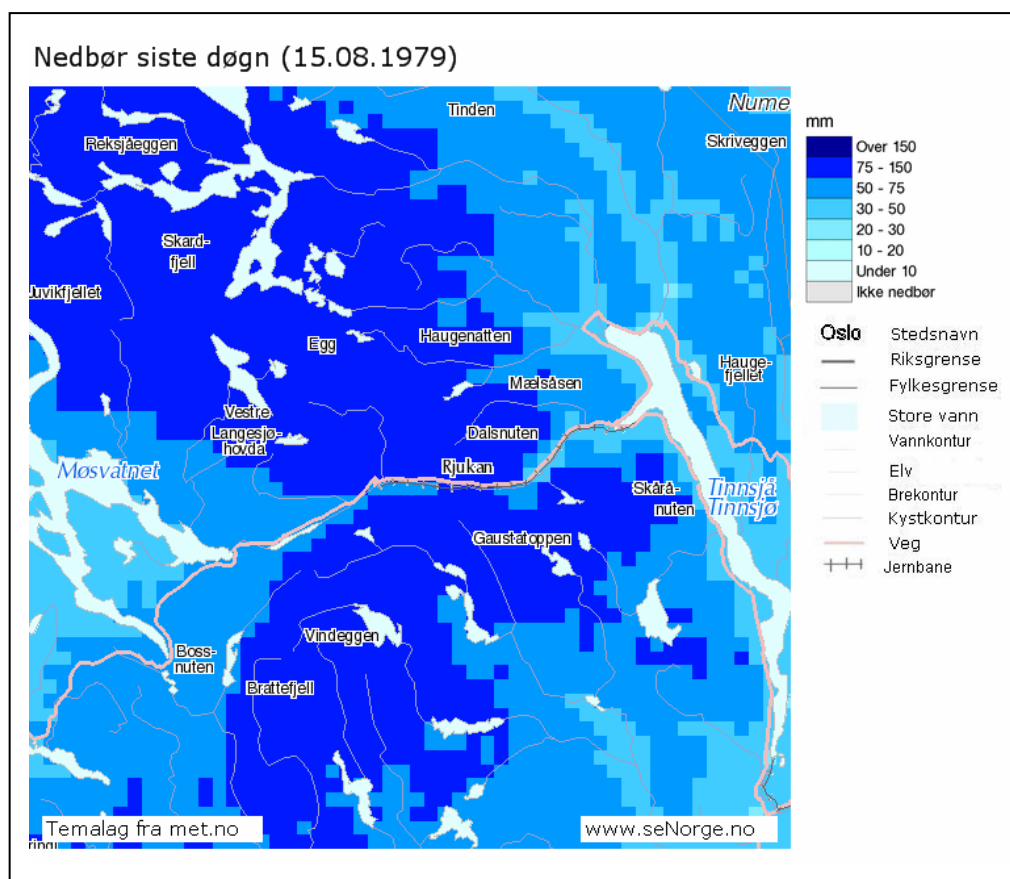 Nedbør siste døgn (15.08.1979)
Tinden
Nume
Skriveggen
Reksjåeggen
Skard-
fjell
Juvikfjellet
Egg
Haugenatten
Mælsåsen
Hauge-
fjellet
Vestre
Langesjø-
hovda
Dalsnuten
Møsvatnet
Rjukan
Skårå-
nuten
Tinnsjå
Tinnsjø
Gaustatoppen
Vindeggen
Boss-
nuten
Brattefjell
Temalag fra met.no
www.seNorge.no
ringl
mm
Over 150
75 - 150
50 - 75
30 - 50
20 - 30
10 - 20
Under 10
Ikke nedbør
Oslo Stedsnavn
Riksgrense
Fylkesgrense
Store vann
Vannkontur
Elv
Brekontur
Kystkontur
Veg
Jernbane